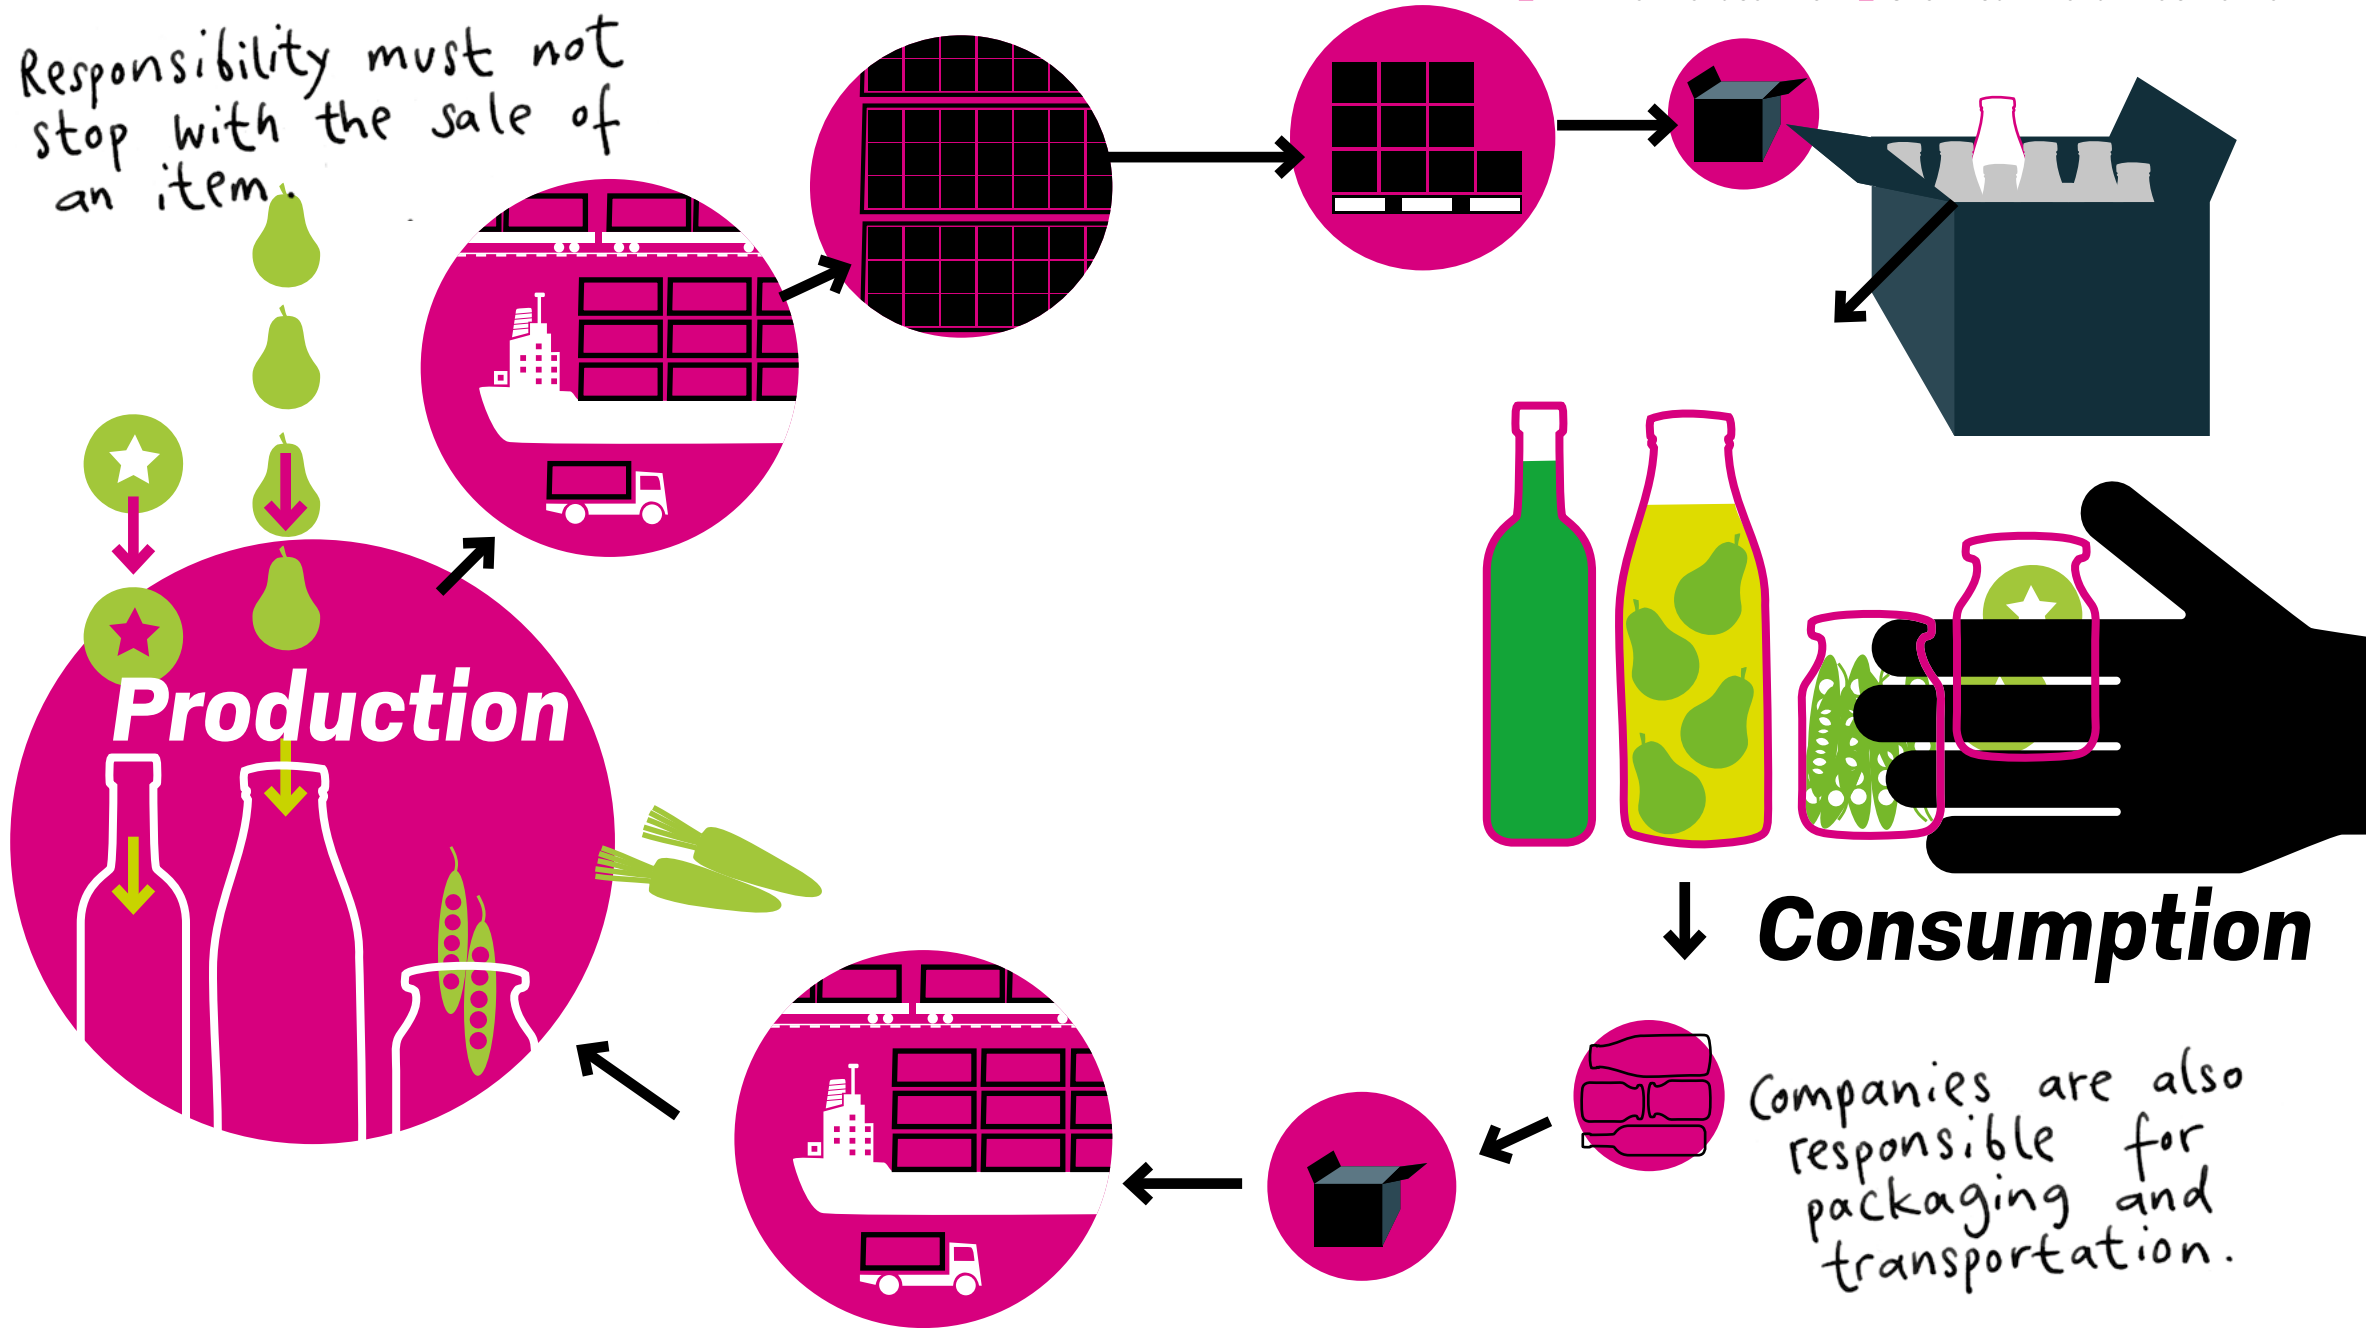 Responsibility must not
stop with the sale of
an item.
Production
Consumption
Companies are also
responsible for
packaging and
transportation.